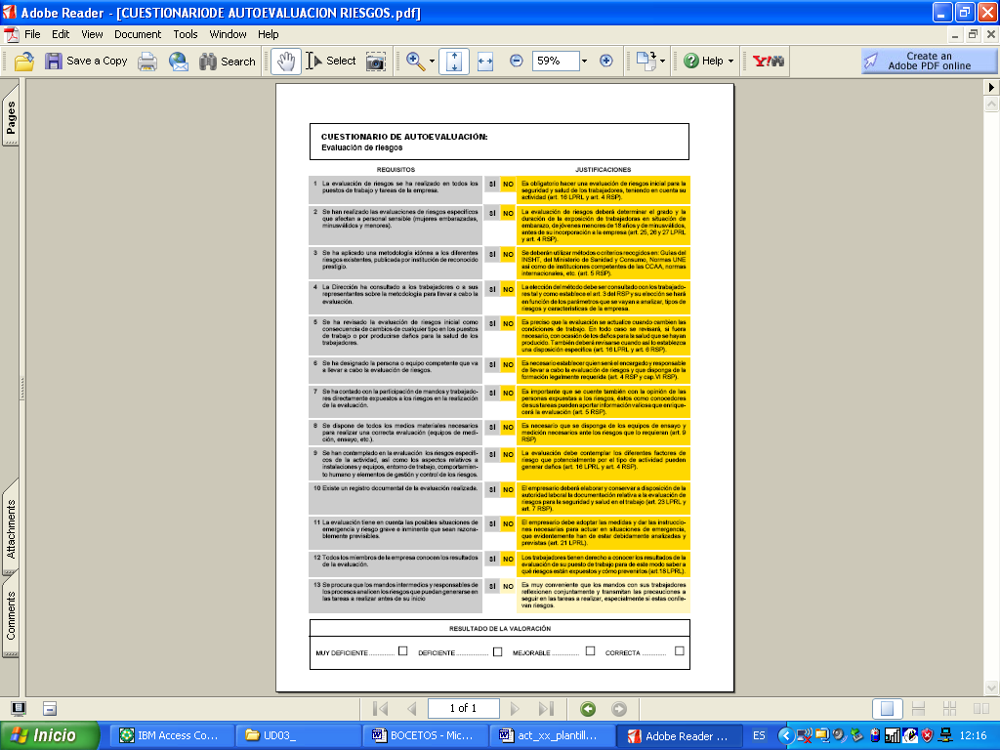 Adobe Reader - [CUESTIONARIODE AUTOEVALUACION RIESGOS.pdf]
File Edit View Document Tools Window Help
Save a Copy Search Select 59% Help Y! Create an
Adobe PDF online
Pages
Attachments
Comments
CUESTIONARIO DE AUTOEVALUACIÓN:
Evaluación de riesgos
REQUISITOS JUSTIFICACIONES
1 La evaluación de riesgos se ha realizado en todos los
puestos de trabajo y tareas de la empresa.
SÍ NO
Es obligatorio hacer una evaluación de riesgos inicial para la
seguridad y salud de los trabajadores, teniendo en cuenta su
actividad (art. 16 LPRL y art. 4 RSP).
2 Se han realizado las evaluaciones de riesgos específicos
que afectan a personal sensible (mujeres embarazadas,
minusválidos y menores).
SÍ NO
La evaluación de riesgos deberá determinar el grado y la
duración de la exposición de trabajadoras en situación de
embarazo, de jóvenes menores de 18 años y de minusválidos,
antes de su incorporación a la empresa (art. 25, 26 y 27 LPRL
y art. 4 RSP).
3 Se ha aplicado una metodología idónea a los diferentes
riesgos existentes, publicada por institución de reconocido
prestigio.
SÍ NO
Se deberán utilizar métodos o criterios recogidos en: Guías del
INSHT, del Ministerio de Sanidad y Consumo, Normas UNE
así como de instituciones competentes de las CCAA, normas
internacionales, etc. (art. 5 RSP).
4 La Dirección ha consultado a los trabajadores o a sus
representantes sobre la metodología para llevar a cabo la
evaluación.
SÍ NO
La elección del método debe ser consultado con los trabajado-
res tal y como establece el art. 3 del RSP y su elección se hará
en función de los parámetros que se vayan a analizar, tipos de
riesgos y características de la empresa.
5 Se ha revisado la evaluación de riesgos inicial como
consecuencia de cambios de cualquier tipo en los puestos
de trabajo o por producirse daños para la salud de los
trabajadores.
SÍ NO
Es preciso que la evaluación se actualice cuando cambien las
condiciones de trabajo. En todo caso se revisará, si fuera
necesario, con ocasión de los daños para la salud que se hayan
producido. También deberá revisarse cuando así lo establezca
una disposición específica (art. 16 LPRL y art. 6 RSP).
6 Se ha designado la persona o equipo competente que va
a llevar a cabo la evaluación de riesgos.
SÍ NO
Es necesario establecer quien será el encargado y responsable
de llevar a cabo la evaluación de riesgos y que disponga de la
formación legalmente requerida (art. 4 RSP y cap.VI RSP).
7 Se ha contado con la participación de mandos y trabajado-
res directamente expuestos a los riesgos en la realización
de la evaluación.
SÍ NO
Es importante que se cuente también con la opinión de las
personas expuestas a los riesgos, éstos como conocedores
de sus tareas pueden aportar información valiosa que enrique-
cerá la evaluación (art. 5 RSP).
8 Se dispone de todos los medios materiales necesarios
para realizar una correcta evaluación (equipos de medi-
ción, ensayo, etc.).
SÍ NO
Es necesario que se disponga de los equipos de ensayo y
medición necesarios ante los riesgos que lo requieran (art. 9
RSP)
9 Se han contemplado en la evaluación los riesgos específi-
cos de la actividad, así como los aspectos relativos a
instalaciones y equipos, entorno de trabajo, comportamien-
to humano y elementos de gestión y control de los riesgos.
SÍ NO
La evaluación debe contemplar los diferentes factores de
riesgo que potencialmente por el tipo de actividad pueden
generar daños (art. 16 LPRL y art. 4 RSP).
10 Existe un registro documental de la evaluación realizada.
SÍ NO
El empresario deberá elaborar y conservar a disposición de la
autoridad laboral la documentación relativa a la evaluación de
riesgos para la seguridad y salud en el trabajo (art. 23 LPRL y
art. 7 RSP).
11 La evaluación tiene en cuenta las posibles situaciones de
emergencia y riesgo grave e inminente que sean razona-
blemente previsibles.
SÍ NO
El empresario debe adoptar las medidas y dar las instruccio-
nes necesarias para actuar en situaciones de emergencia,
que evidentemente han de estar debidamente analizadas y
previstas (art. 21 LPRL).
12 Todos los miembros de la empresa conocen los resultados
de la evaluación.
SÍ NO
Los trabajadores tienen derecho a conocer los resultados de la
evaluación de su puesto de trabajo para de este modo saber a
qué riesgos están expuestos y cómo prevenirlos (art 18 LPRL).
13 Se procura que los mandos intermedios y responsables de
los procesos analicen los riesgos que puedan generarse en
las tareas a realizar antes de su inicio
SÍ NO
Es muy conveniente que los mandos con sus trabajadores
reflexionen conjuntamente y transmitan las precauciones a
seguir en las tareas a realizar, especialmente si estas conlle-
van riesgos.
RESULTADO DE LA VALORACIÓN
MUY DEFICIENTE ............. DEFICIENTE ................ MEJORABLE ............. CORRECTA ............
1 of 1
Inicio IBM Access Co... UD03_ BOCETOS - Mic... act_xx_plantill... Adobe Reader ... ES 12:16